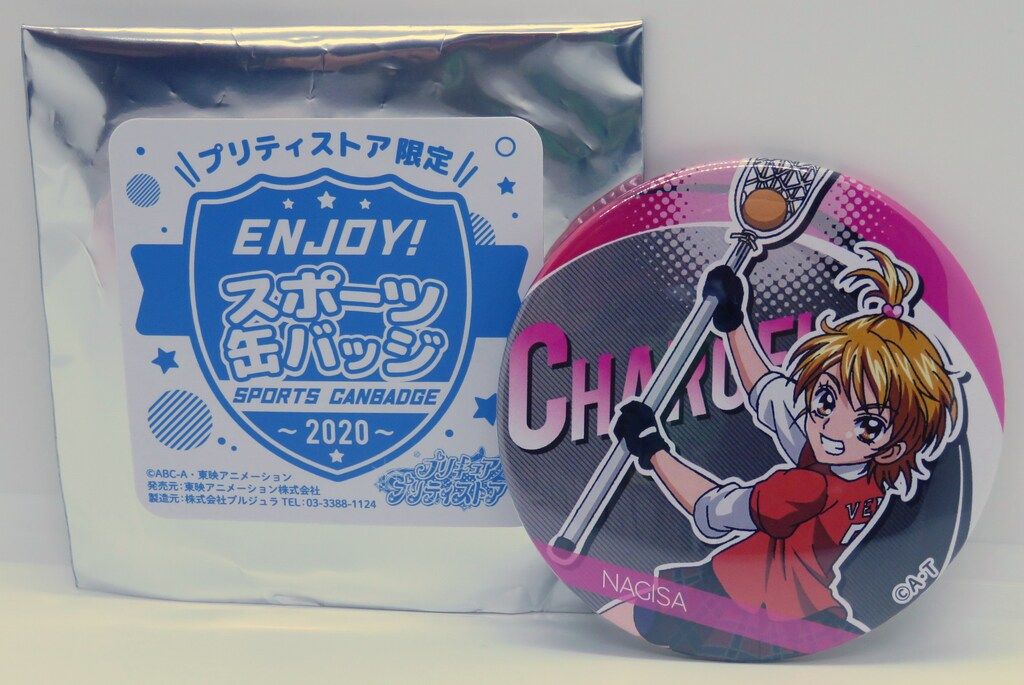 プリティストア限定
ENJOY!
スポーツ
缶バッジ
SPORTS CANBADGE
～2020～
©ABC-A・東映アニメーション
発売元：東映アニメーション株式会社
製造元：株式会社ブルジュラ TEL：03-3388-1124
プリキュア
プリティストア
CHARGE
VE
NAGISA
©A・T